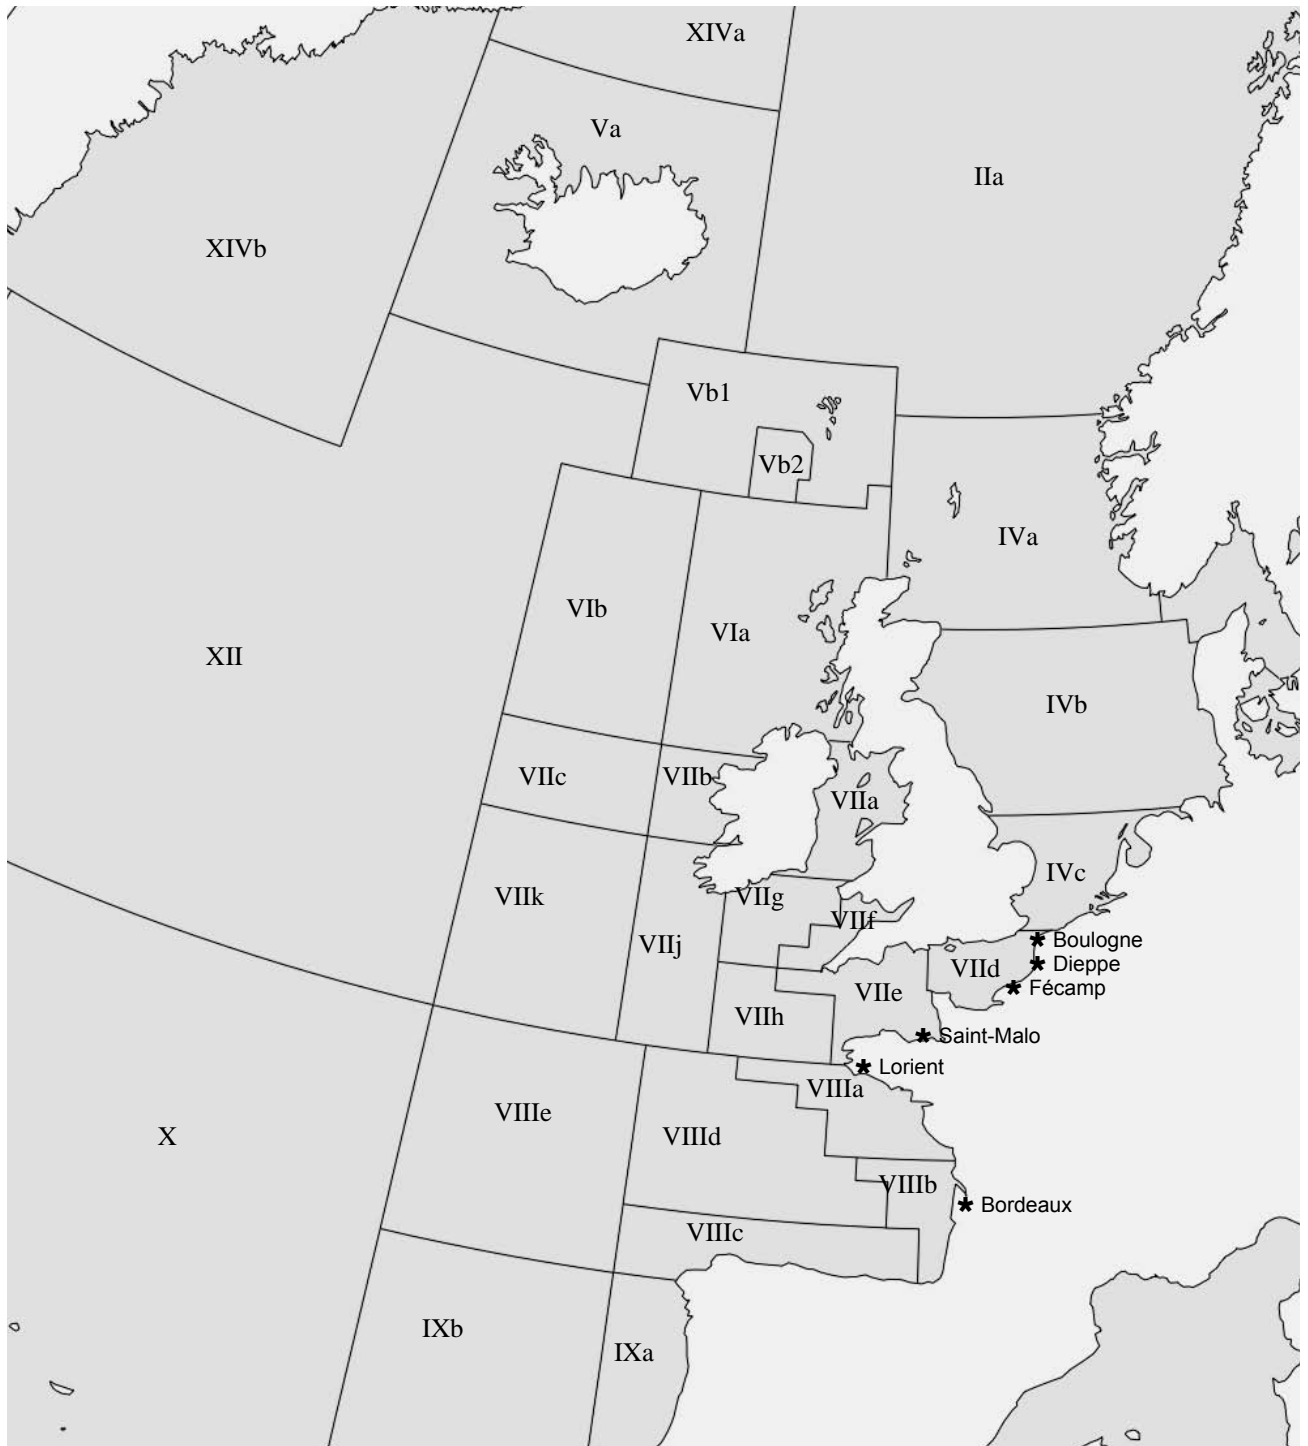 XIVa
Va
IIa
XIVb
Vb1
Vb2
IVa
VIb
VIa
XII
IVb
VIIc
VIIb
VIIa
IVc
VIIk
VIIg
VIIf
VIIj
* Boulogne
VIId
* Dieppe
VIIe
* Fécamp
VIIh
* Saint-Malo
* Lorient
VIIIa
VIIIe
X
VIIId
VIIIb
* Bordeaux
VIIIc
IXb
IXa